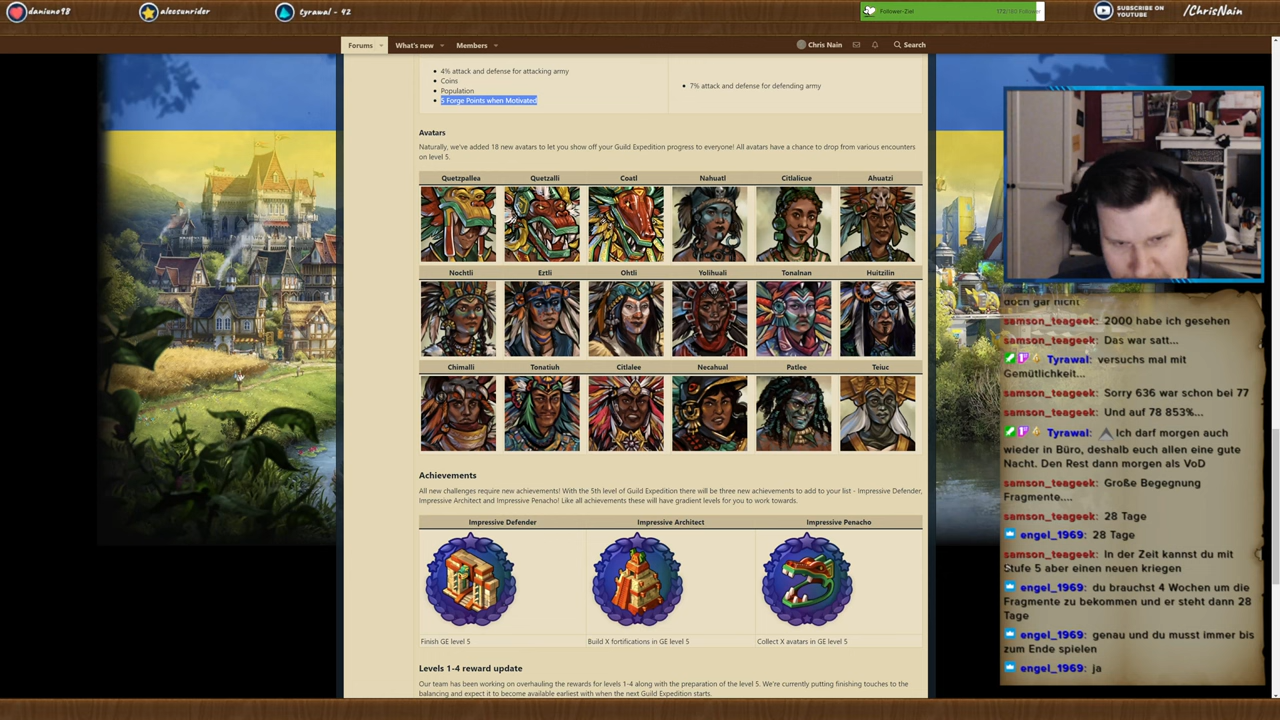 daniuno98
aleosunrider
tyrawal - 42
Follower-Ziel
SUBSCRIBE ON
YOUTUBE
/ChrisNain
Forums
What's new
Members
Chris Nain
Search
4% attack and defense for attacking army
Coins
Population
5 Forge Points when Motivated
7% attack and defense for defending army
Avatars
Naturally, we've added 18 new avatars to let you show off your Guild Expedition progress to everyone! All avatars have a chance to drop from various encounters
on level 5.
Quetzpallea Quetzalli Coatl Nahuatl Citlalicue Ahuatzi
Nochtli Eztli Ohtli Yolihuali Tonalnan Huitzilin
Chimalli Tonatiuh Citlalee Necahual Patlee Teiuc
Achievements
All new challenges require new achievements! With the 5th level of Guild Expedition there will be three new achievements to add to your list - Impressive Defender,
Impressive Architect and Impressive Penacho! Like all achievements these will have gradient levels for you to work towards.
Impressive Defender Impressive Architect Impressive Penacho
Finish GE level 5 Build X fortifications in GE level 5 Collect X avatars in GE level 5
Levels 1-4 reward update
Our team has been working on overhauling the rewards for levels 1-4 along with the preparation of the level 5. We're currently putting finishing touches to the
balancing and expect it to become available earliest with when the next Guild Expedition starts.
doch gar nicht
samson_teageek: 2000 habe ich gesehen
samson_teageek: Das war satt...
Tyrawal: versuchs mal mit
Gemütlichkeit...
samson_teageek: Sorry 636 war schon bei 77
samson_teageek: Und auf 78 853%...
Tyrawal: Ich darf morgen auch
wieder in Büro, deshalb euch allen eine gute
Nacht. Den Rest dann morgen als VoD
samson_teageek: Große Begegnung
Fragmente....
samson_teageek: 28 Tage
engel_1969: 28 Tage
samson_teageek: In der Zeit kannst du mit
Stufe 5 aber einen neuen kriegen
engel_1969: du brauchst 4 Wochen um die
Fragmente zu bekommen und er steht dann 28
Tage
engel_1969: genau und du musst immer bis
zum Ende spielen
engel_1969: ja